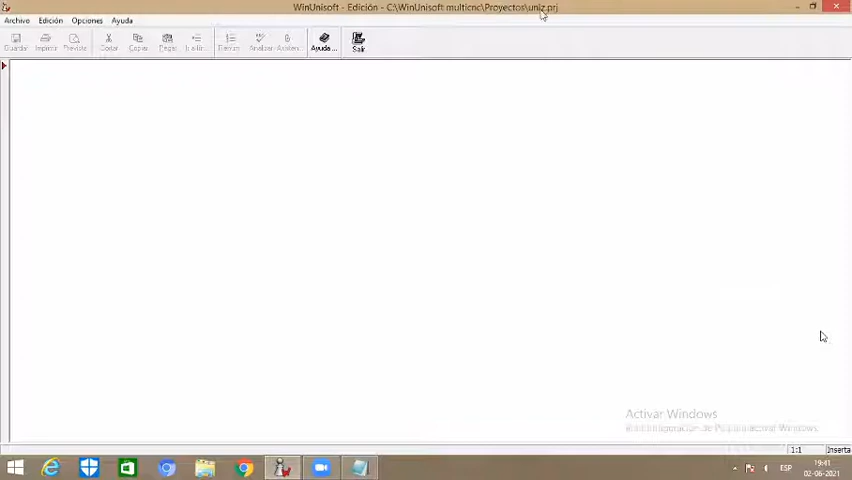 WinUnisoft - Edición - C:\WinUnisoft multicnc\Proyectos\uniz.prj
Archivo Edición Opciones Ayuda
Guardar Imprimir Cortar Copiar Pegar Analizar Ayuda... Salir
Activar Windows
1:1 Inserta
ESP
19:41
02-06-2021